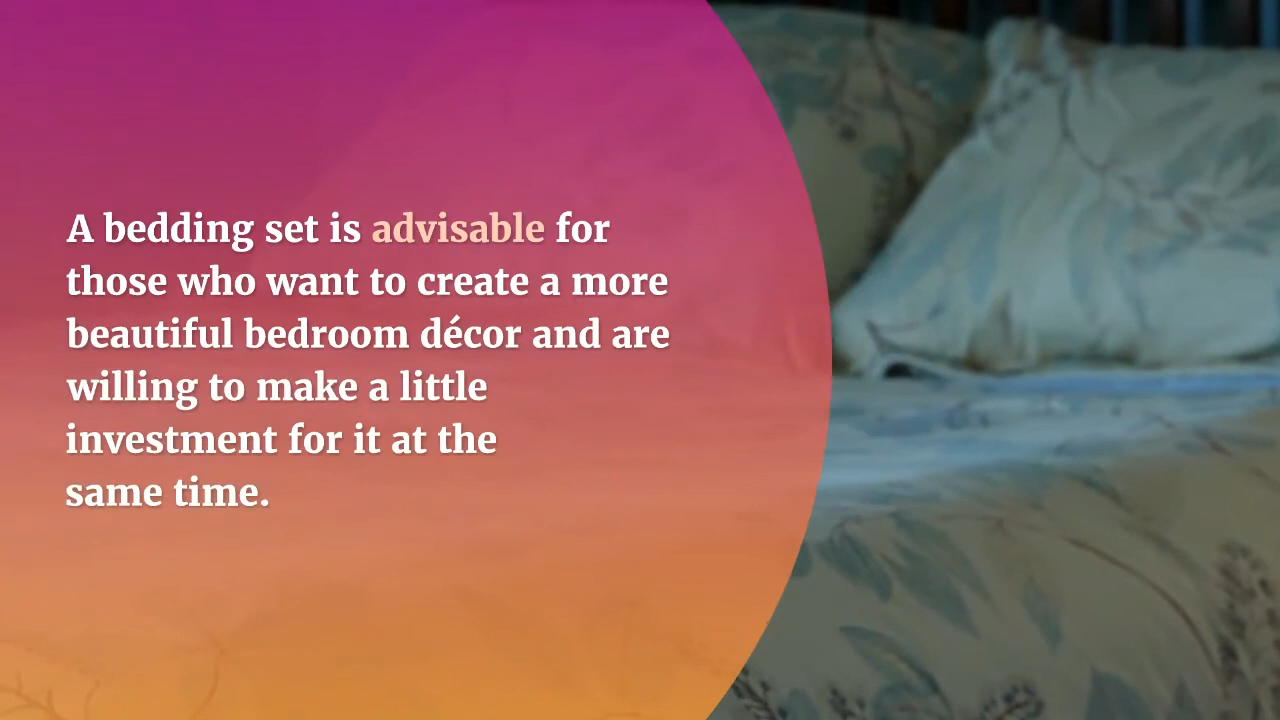 A bedding set is advisable for
those who want to create a more
beautiful bedroom décor and are
willing to make a little
investment for it at the
same time.